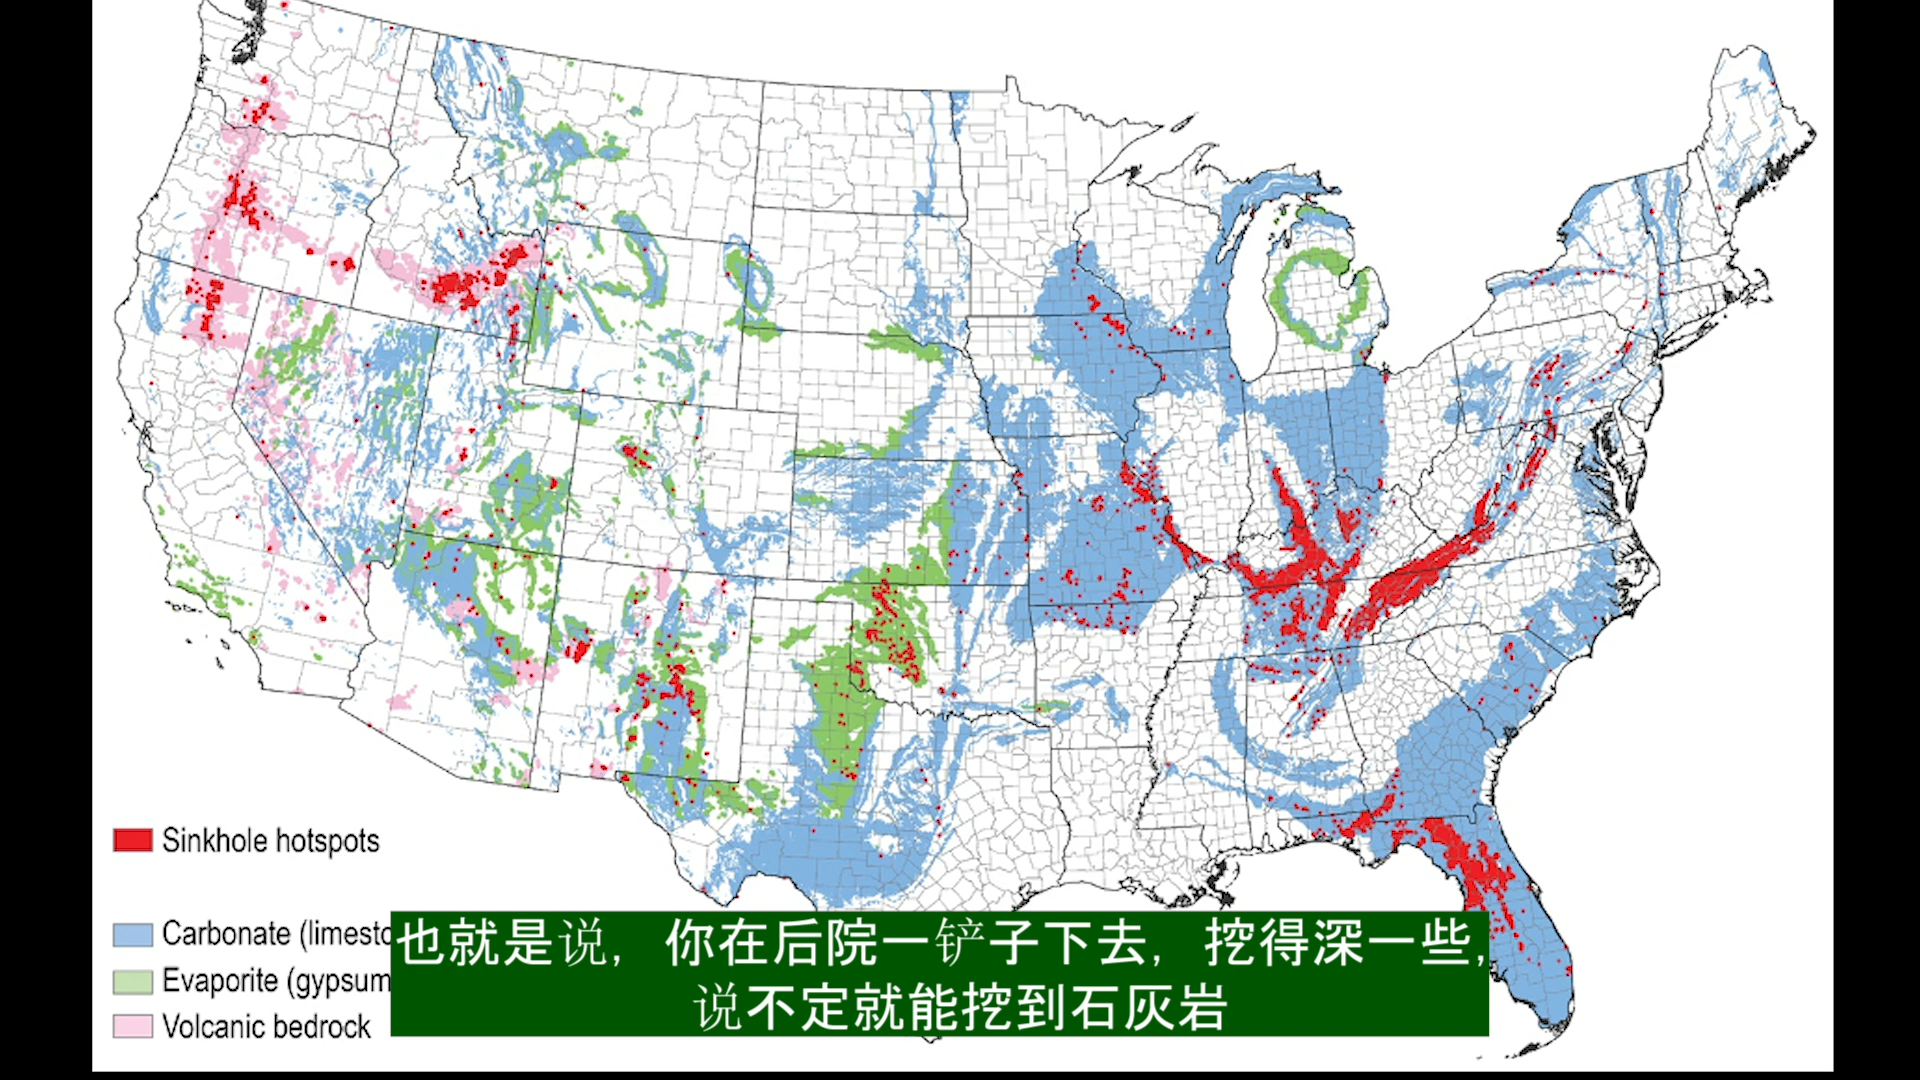 Sinkhole hotspots
Carbonate (limesto
Evaporite (gypsum
Volcanic bedrock
也就是说, 你在后院一铲子下去, 挖得深一些,
说不定就能挖到石灰岩